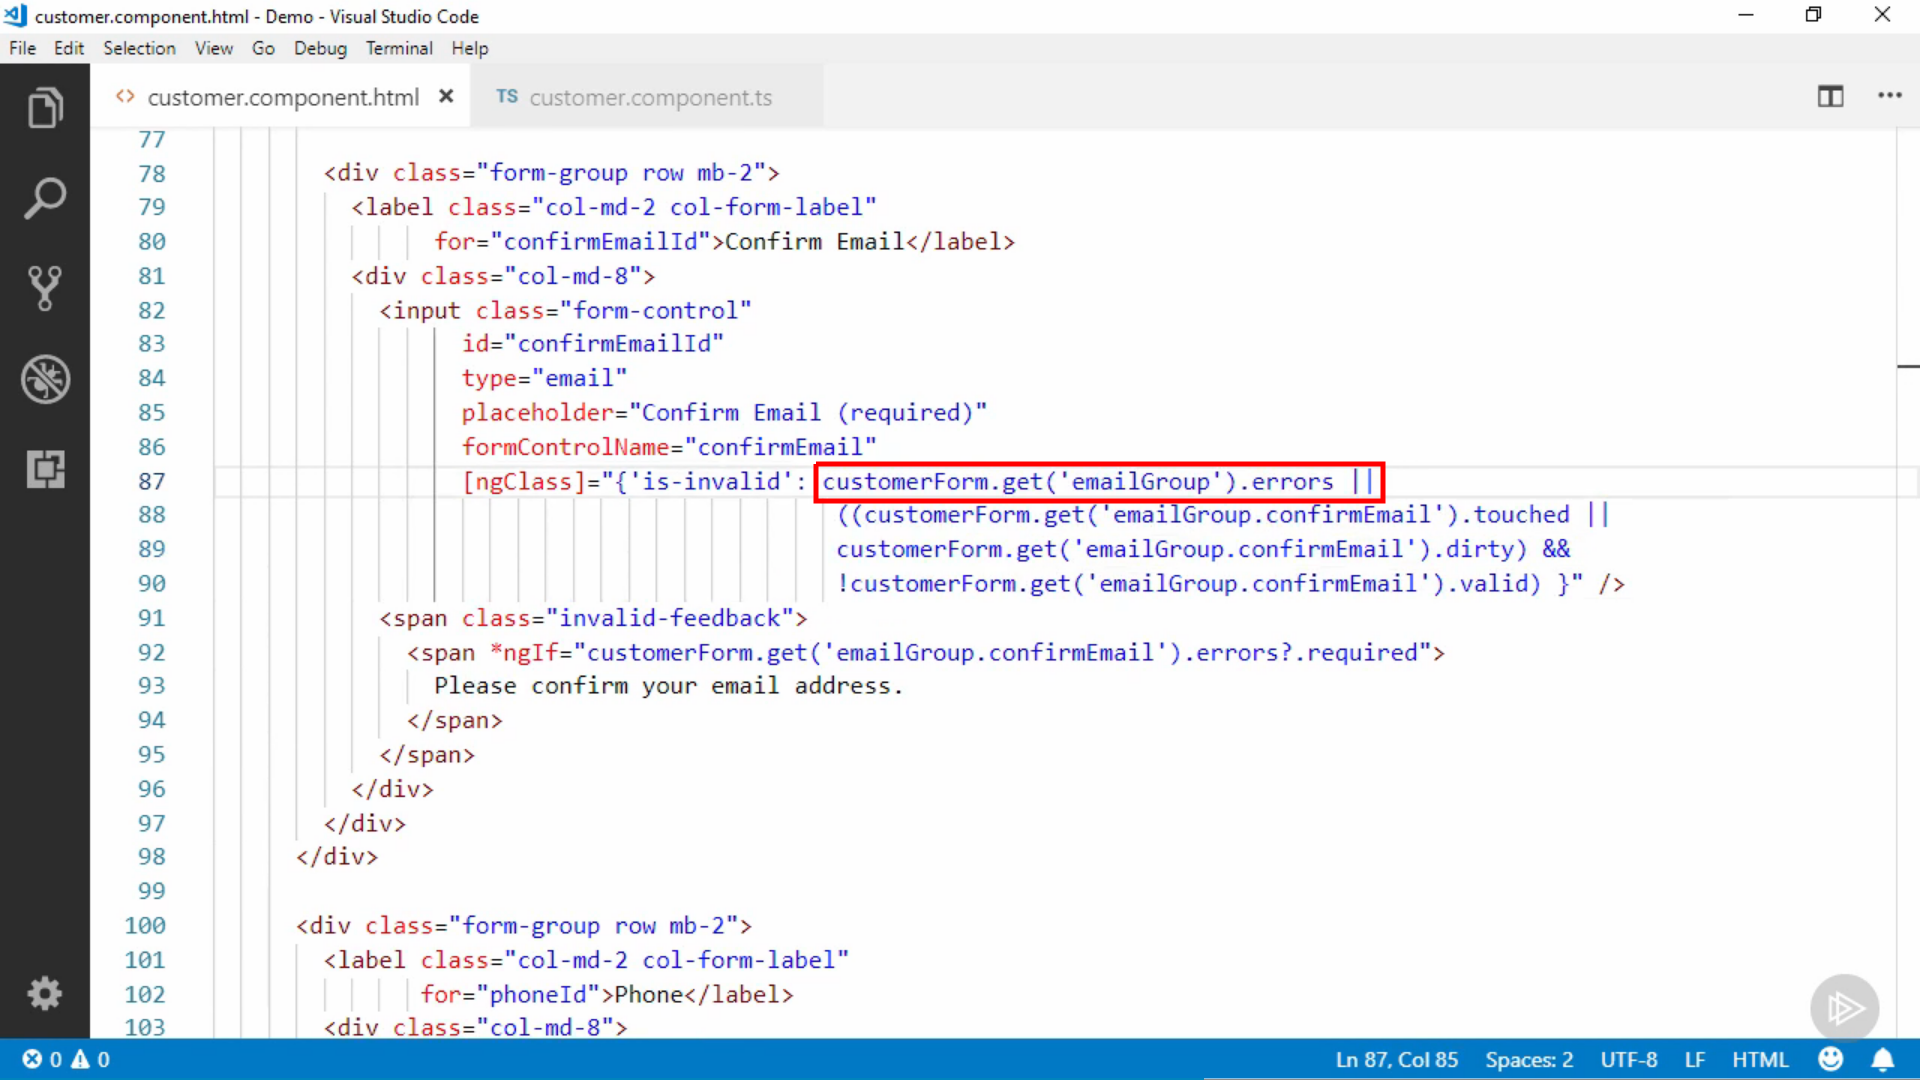 customer.component.html - Demo - Visual Studio Code
File Edit Selection View Go Debug Terminal Help
<> customer.component.html × TS customer.component.ts ...
77
78 <div class="form-group row mb-2">
79 <label class="col-md-2 col-form-label"
80 for="confirmEmailId">Confirm Email</label>
81 <div class="col-md-8">
82 <input class="form-control"
83 id="confirmEmailId"
84 type="email"
85 placeholder="Confirm Email (required)"
86 formControlName="confirmEmail"
87 [ngClass]="{'is-invalid': customerForm.get('emailGroup').errors ||
88 ((customerForm.get('emailGroup.confirmEmail').touched ||
89 customerForm.get('emailGroup.confirmEmail').dirty) &&
90 !customerForm.get('emailGroup.confirmEmail').valid) }" />
91 <span class="invalid-feedback">
92 <span *ngIf="customerForm.get('emailGroup.confirmEmail').errors?.required">
93 Please confirm your email address.
94 </span>
95 </span>
96 </div>
97 </div>
98 </div>
99
100 <div class="form-group row mb-2">
101 <label class="col-md-2 col-form-label"
102 for="phoneId">Phone</label>
103 <div class="col-md-8">
0 0 Ln 87, Col 85 Spaces: 2 UTF-8 LF HTML